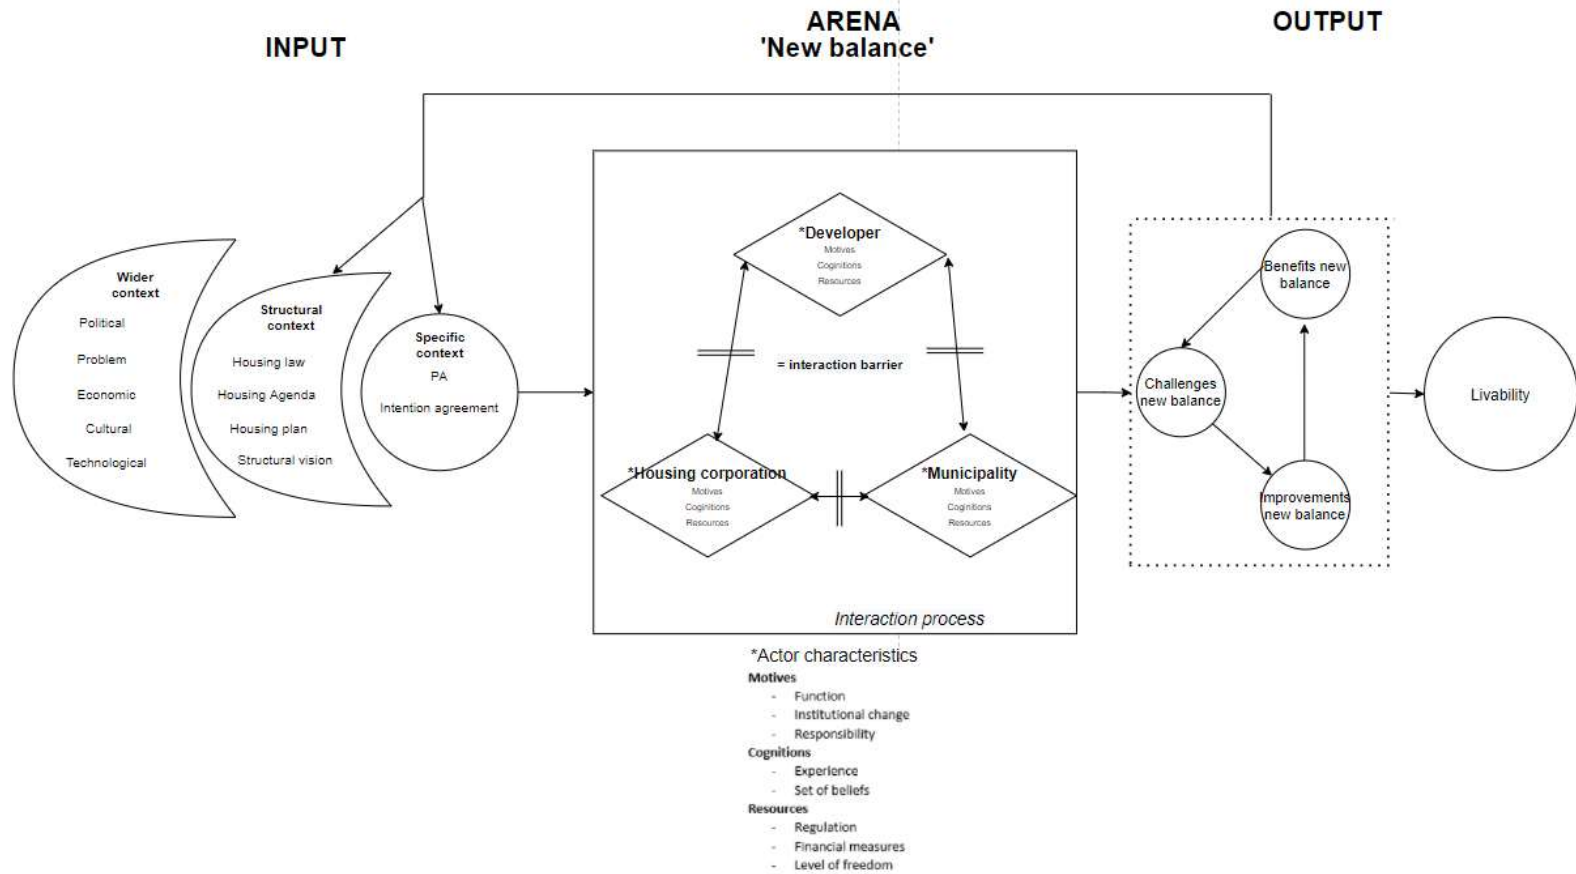 INPUT
ARENA
'New balance'
OUTPUT
Wider
context
Political
Problem
Economic
Cultural
Technological
Structural
context
Housing law
Housing Agenda
Housing plan
Structural vision
Specific
context
PA
Intention agreement
*Developer
Motives
Coginitions
Resources
= interaction barrier
*Housing corporation
Motives
Coginitions
Resources
*Municipality
Motives
Coginitions
Resources
Interaction process
Benefits new
balance
Challenges
new balance
Improvements
new balance
Livability
*Actor characteristics
Motives
- Function
- Institutional change
- Responsibility
Cognitions
- Experience
- Set of beliefs
Resources
- Regulation
- Financial measures
- Level of freedom